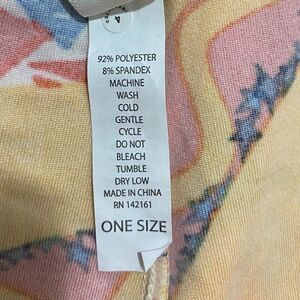 92% POLYESTER
8% SPANDEX
MACHINE
WASH
COLD
GENTLE
CYCLE
DO NOT
BLEACH
TUMBLE
DRY LOW
MADE IN CHINA
RN 142161
ONE SIZE